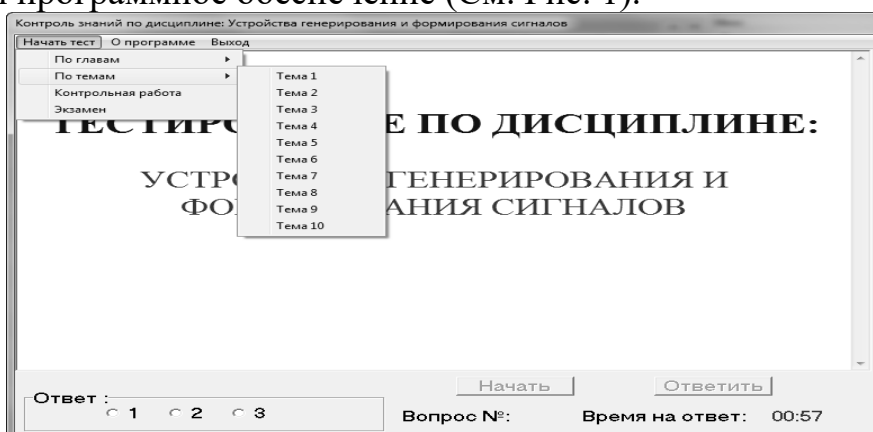 программное обеспечение (См. Рис. 1).
Контроль знаний по дисциплине: Устройства генерирования и формирования сигналов
Начать тест О программе Выход
По главам
По темам
Контрольная работа
Экзамен
Тема 1
Тема 2
Тема 3
Тема 4
Тема 5
Тема 6
Тема 7
Тема 8
Тема 9
Тема 10
Е ПО ДИСЦИПЛИНЕ:
УСТР ГЕНЕРИРОВАНИЯ И
ФО АНИЯ СИГНАЛОВ
Начать Ответить
Ответ :
1 2 3
Вопрос №: Время на ответ: 00:57